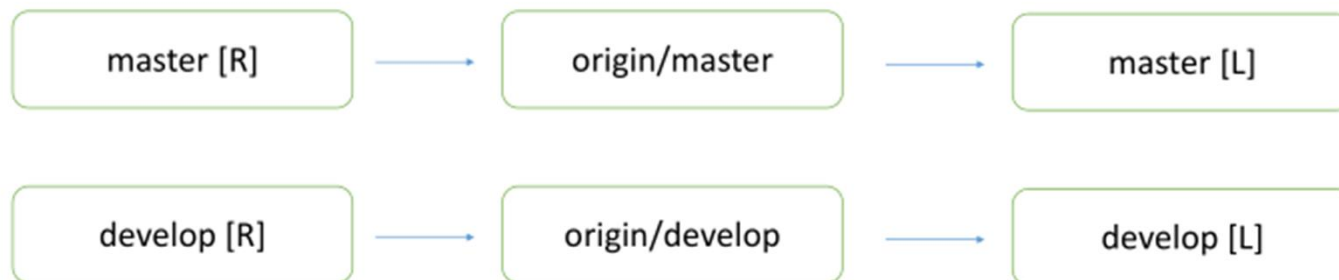 master [R]
origin/master
master [L]
develop [R]
origin/develop
develop [L]